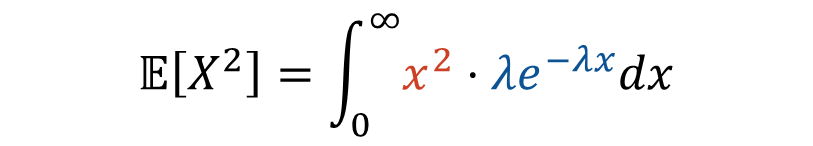 𝔼[X²] = ∫₀^∞ x² · λe^{−λx}dx